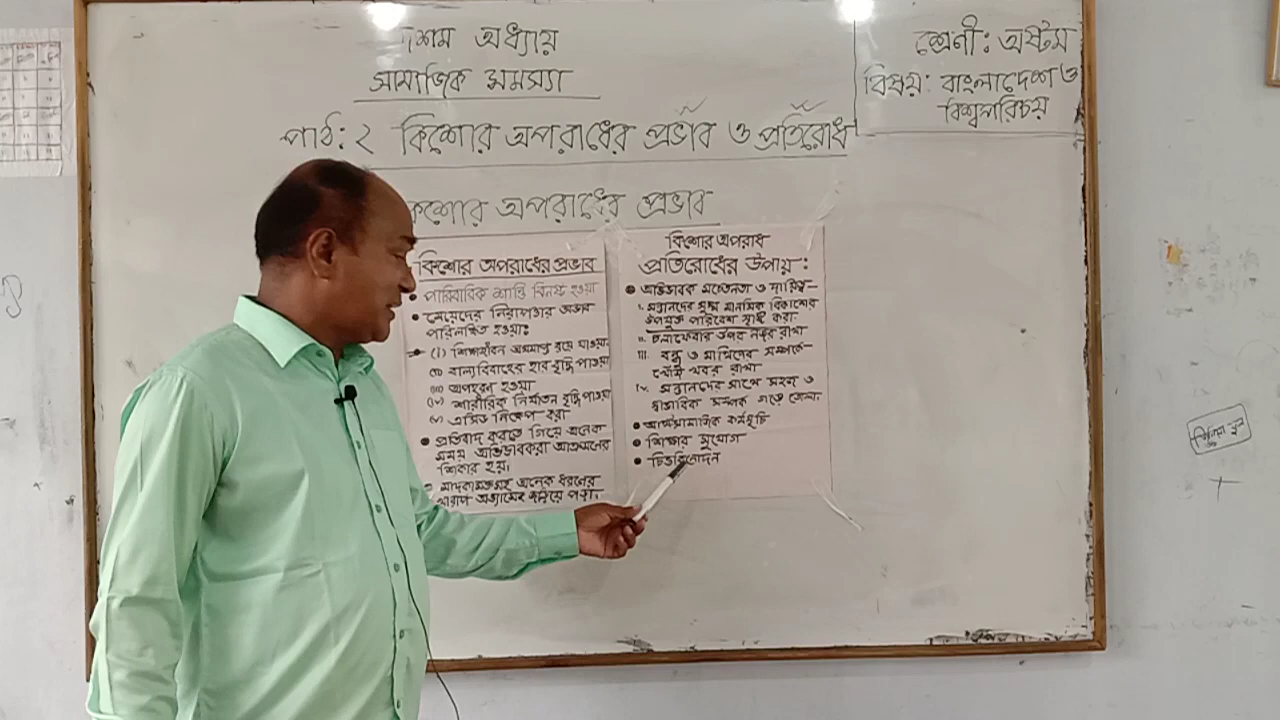 দশম অধ্যায়
সামাজিক সমস্যা
শ্রেণী: অষ্টম
বিষয়: বাংলাদেশ ও
বিশ্বপরিচয়
পাঠ: ২ কিশোর অপরাধের প্রভাব ও প্রতিরোধ
কিশোর অপরাধের প্রভাব
কিশোর অপরাধের প্রভাব
• পারিবারিক শান্তি বিনষ্ট হওয়া
• মেয়েদের নিরাপত্তার অভাব
পরিলক্ষিত হওয়াঃ
(i) শিক্ষাজীবন অসমাপ্ত রয়ে যাওয়া
(ii) বাল্যবিবাহের হার বৃদ্ধি পাওয়া
(iii) অপহরণ হওয়া
(iv) শারীরিক নির্যাতন বৃদ্ধি পাওয়া
(v) এসিড নিক্ষেপ করা
• প্রতিবাদ করতে গিয়ে অনেক
সময় অভিভাবকরা আক্রমনের
শিকার হয়।
মাদকাসক্তসহ অনেক ধরনের
খারাপ অভ্যাসে জড়িয়ে পড়া।
কিশোর অপরাধ
প্রতিরোধের উপায়:
• অভিভাবক সচেতনতা ও দায়িত্ব–
i. সন্তানদের সুস্থ মানসিক বিকাশের
উপযুক্ত পরিবেশ সৃষ্টি করা
ii. চলাফেরার উপর নজর রাখা
iii. বন্ধু ও সাথিদের সম্পর্কে
খোঁজ খবর রাখা
iv. সন্তানদের সাথে সহজ ও
স্বাভাবিক সম্পর্ক গড়ে তোলা
• আর্থসামাজিক কর্মসূচি
• শিক্ষার সুযোগ
• চিত্তবিনোদন